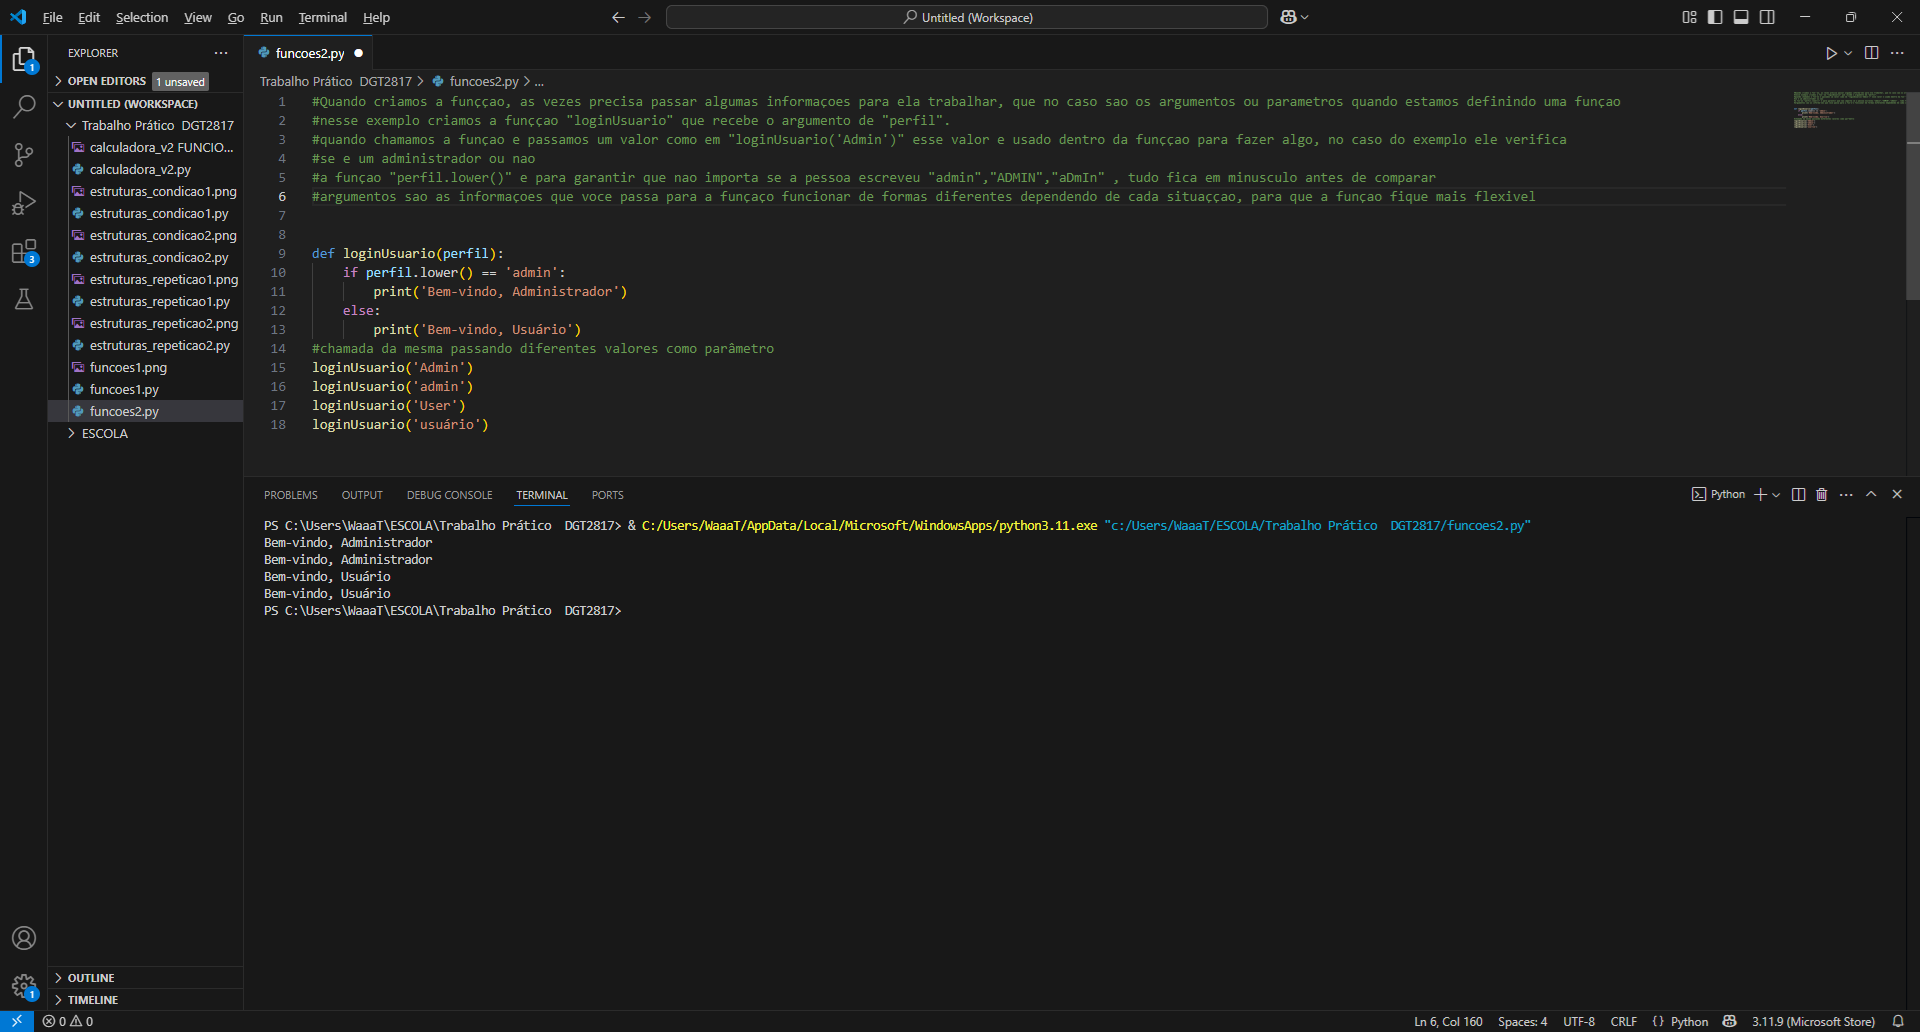 File Edit Selection View Go Run Terminal Help
Untitled (Workspace)
EXPLORER
OPEN EDITORS 1 unsaved
UNTITLED (WORKSPACE)
Trabalho Prático DGT2817
calculadora_v2 FUNCIO...
calculadora_v2.py
estruturas_condicao1.png
estruturas_condicao1.py
estruturas_condicao2.png
estruturas_condicao2.py
estruturas_repeticao1.png
estruturas_repeticao1.py
estruturas_repeticao2.png
estruturas_repeticao2.py
funcoes1.png
funcoes1.py
funcoes2.py
ESCOLA
OUTLINE
TIMELINE
1
3
1
funcoes2.py
Trabalho Prático DGT2817 > funcoes2.py > ...
1 #Quando criamos a funçcao, as vezes precisa passar algumas informaçoes para ela trabalhar, que no caso sao os argumentos ou parametros quando estamos definindo uma funçao
2 #nesse exemplo criamos a funçcao "loginUsuario" que recebe o argumento de "perfil".
3 #quando chamamos a funçao e passamos um valor como em "loginUsuario('Admin')" esse valor e usado dentro da funçcao para fazer algo, no caso do exemplo ele verifica
4 #se e um administrador ou nao
5 #a funçao "perfil.lower()" e para garantir que nao importa se a pessoa escreveu "admin","ADMIN","aDmIn" , tudo fica em minusculo antes de comparar
6 #argumentos sao as informaçoes que voce passa para a funçaço funcionar de formas diferentes dependendo de cada situaçcao, para que a funçao fique mais flexivel
7
8
9 def loginUsuario(perfil):
10 if perfil.lower() == 'admin':
11 print('Bem-vindo, Administrador')
12 else:
13 print('Bem-vindo, Usuário')
14 #chamada da mesma passando diferentes valores como parâmetro
15 loginUsuario('Admin')
16 loginUsuario('admin')
17 loginUsuario('User')
18 loginUsuario('usuário')
PROBLEMS OUTPUT DEBUG CONSOLE TERMINAL PORTS
Python
PS C:\Users\WaaaT\ESCOLA\Trabalho Prático  DGT2817> & C:/Users/WaaaT/AppData/Local/Microsoft/WindowsApps/python3.11.exe "c:/Users/WaaaT/ESCOLA/Trabalho Prático  DGT2817/funcoes2.py"
Bem-vindo, Administrador
Bem-vindo, Administrador
Bem-vindo, Usuário
Bem-vindo, Usuário
PS C:\Users\WaaaT\ESCOLA\Trabalho Prático  DGT2817>
0 0
Ln 6, Col 160 Spaces: 4 UTF-8 CRLF {} Python 3.11.9 (Microsoft Store)